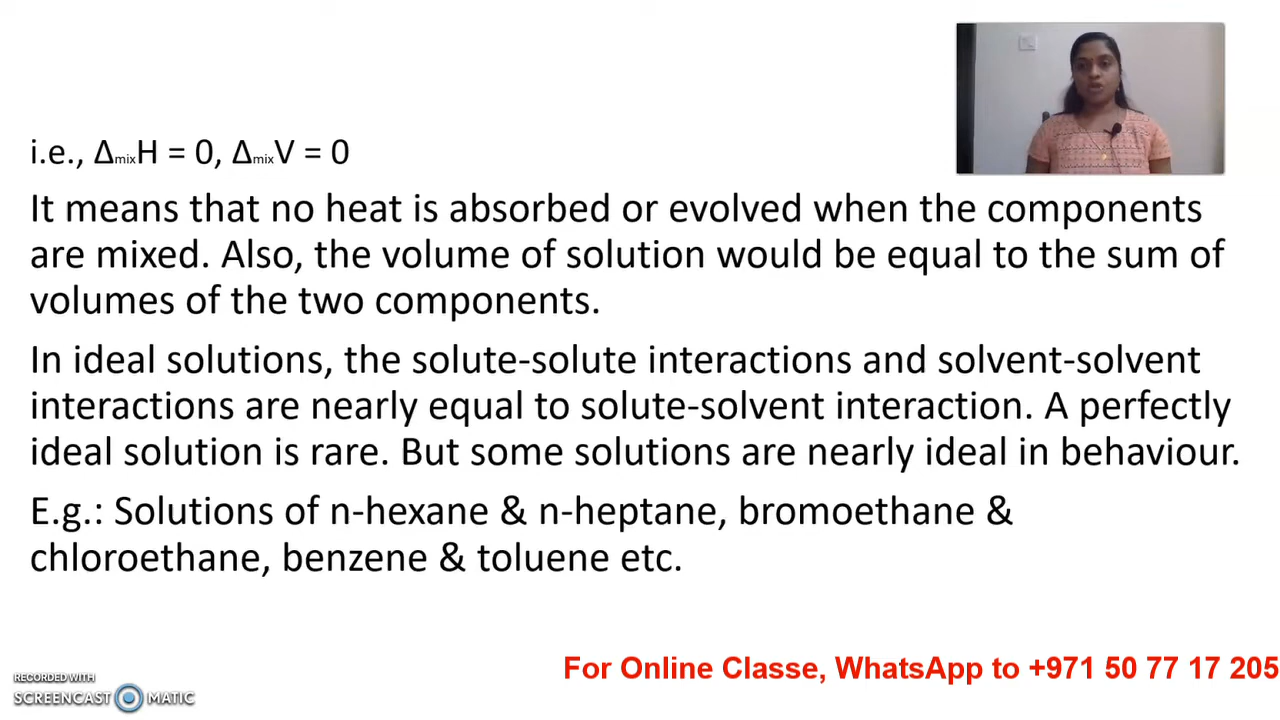 i.e., ΔmixH = 0, ΔmixV = 0
It means that no heat is absorbed or evolved when the components
are mixed. Also, the volume of solution would be equal to the sum of
volumes of the two components.
In ideal solutions, the solute-solute interactions and solvent-solvent
interactions are nearly equal to solute-solvent interaction. A perfectly
ideal solution is rare. But some solutions are nearly ideal in behaviour.
E.g.: Solutions of n-hexane & n-heptane, bromoethane &
chloroethane, benzene & toluene etc.
For Online Classe, WhatsApp to +971 50 77 17 205
RECORDED WITH
SCREENCAST MATIC